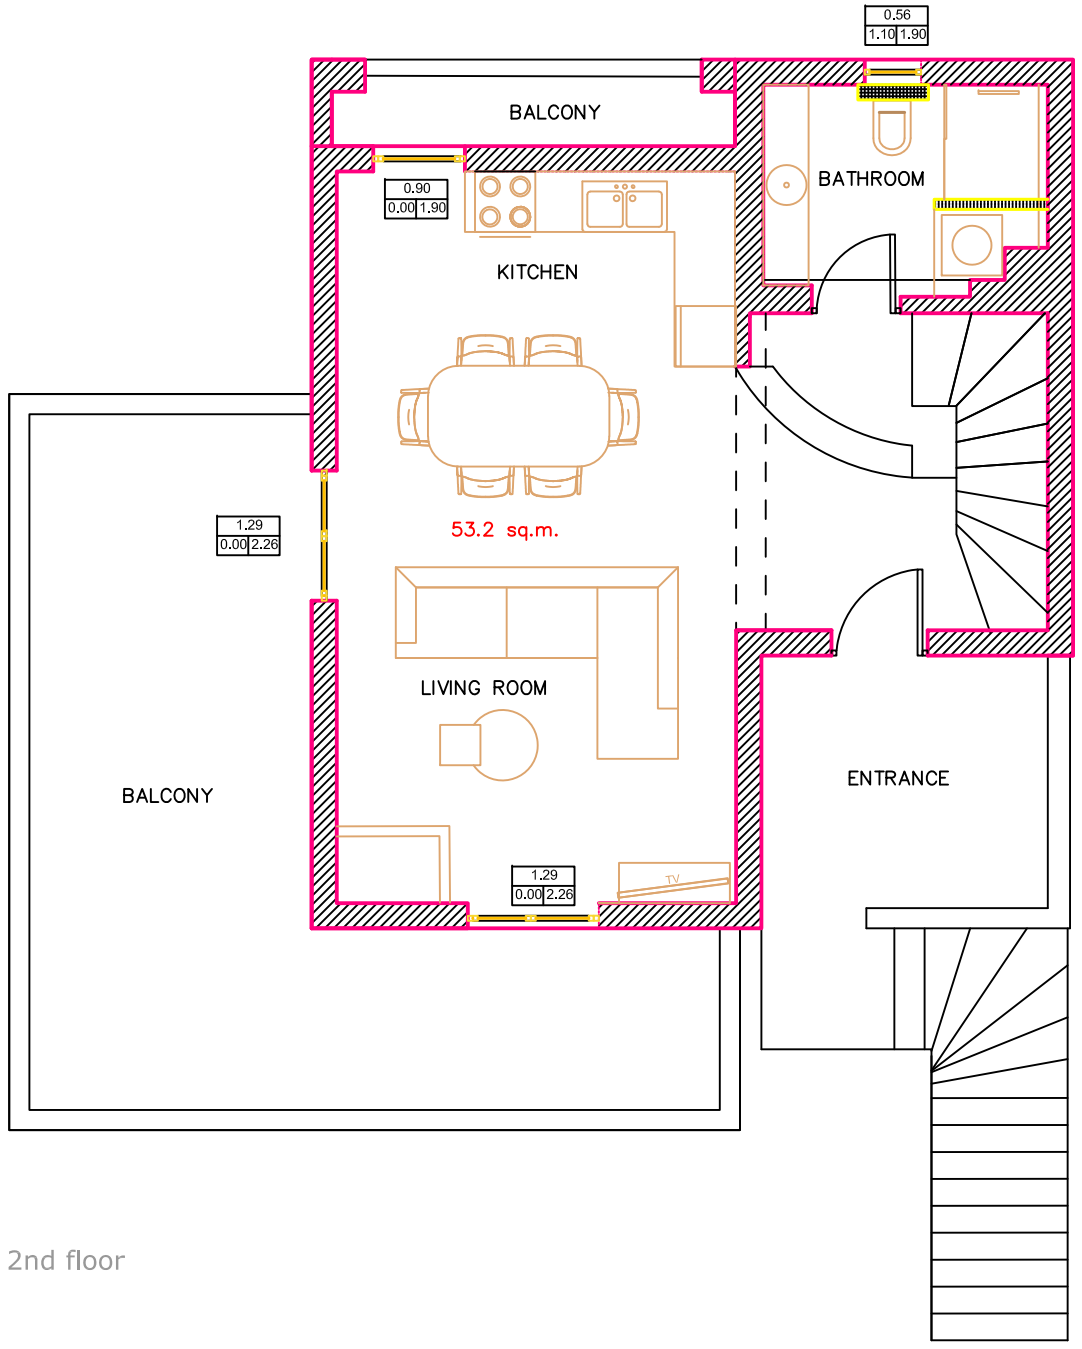 0.56
1.10 1.90
BALCONY
BATHROOM
0.90
0.00 1.90
KITCHEN
1.29
0.00 2.26
53.2 sq.m.
LIVING ROOM
ENTRANCE
BALCONY
1.29
0.00 2.26
TV
2nd floor